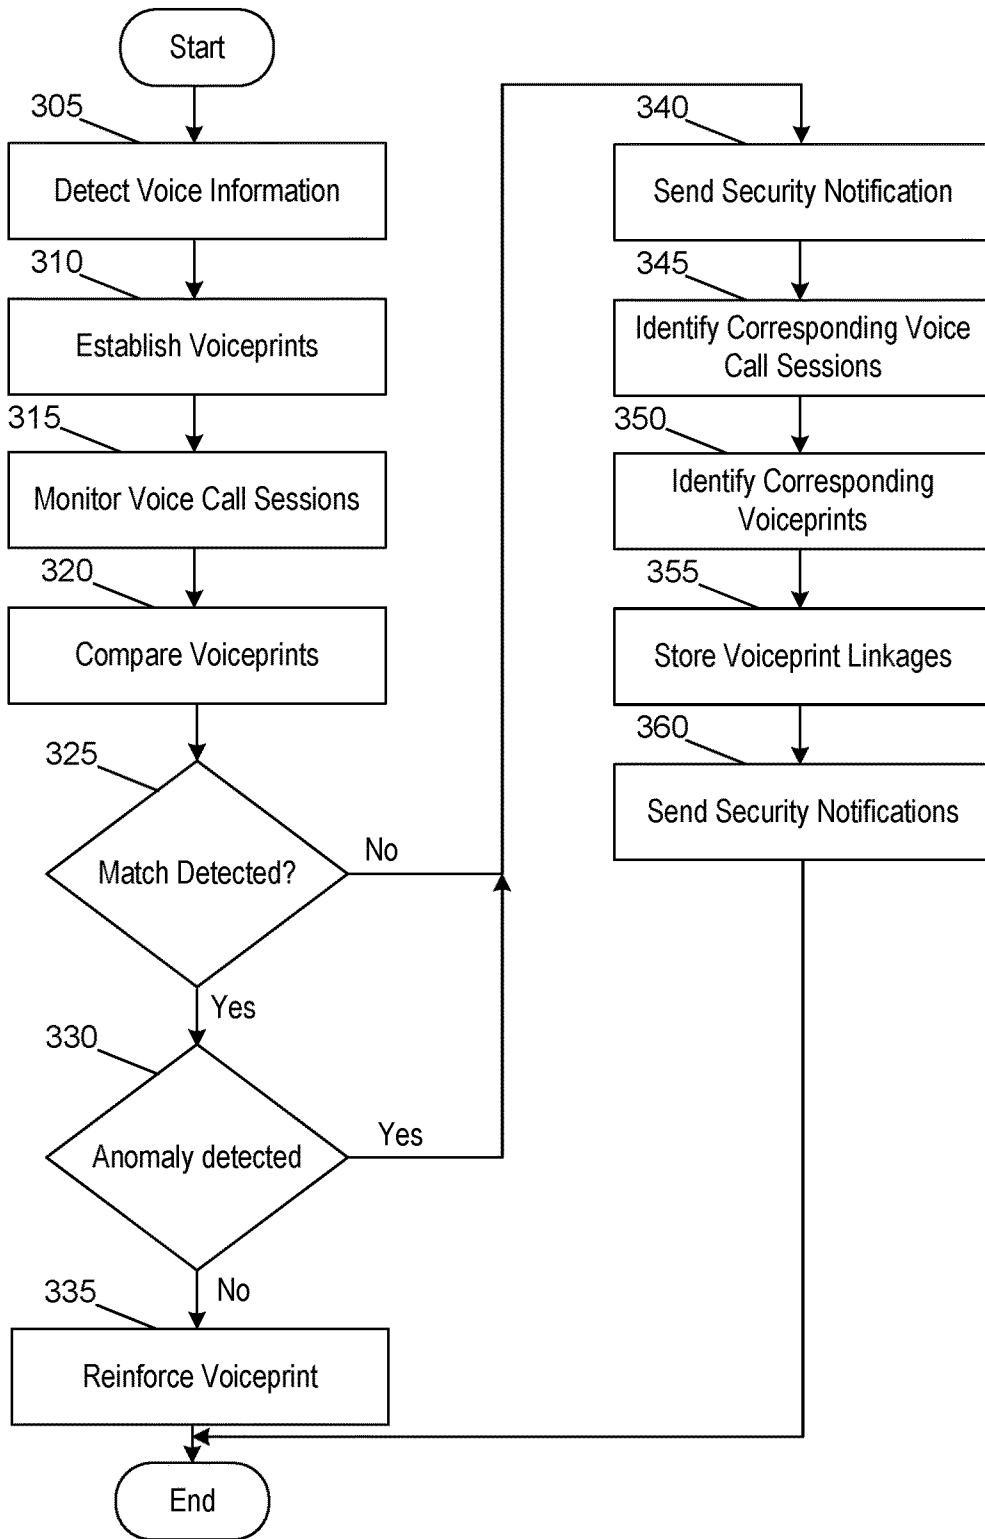 Start
305
Detect Voice Information
310
Establish Voiceprints
315
Monitor Voice Call Sessions
320
Compare Voiceprints
325
Match Detected?
No
Yes
330
Anomaly detected
Yes
No
335
Reinforce Voiceprint
End
340
Send Security Notification
345
Identify Corresponding Voice
Call Sessions
350
Identify Corresponding
Voiceprints
355
Store Voiceprint Linkages
360
Send Security Notifications